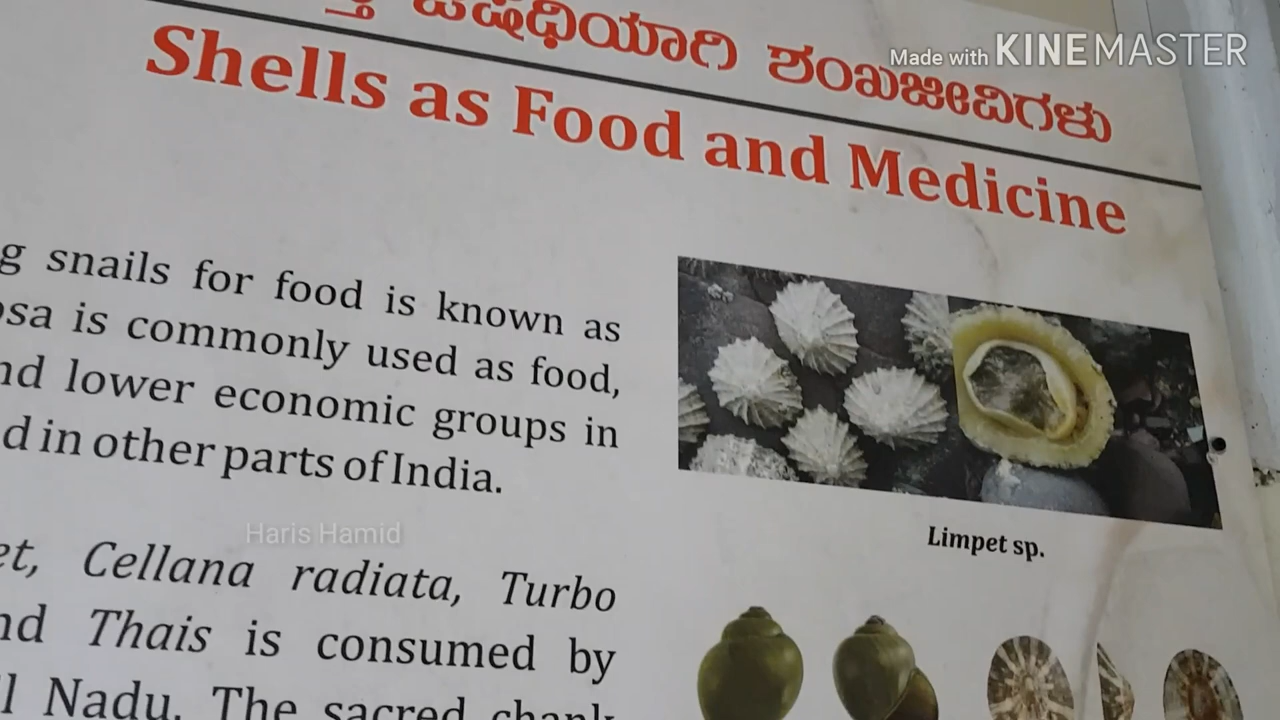 ಔಷಧಿಯಾಗಿ ಶಂಖಜೀವಿಗಳು
Made with KINEMASTER
Shells as Food and Medicine
g snails for food is known as
osa is commonly used as food,
nd lower economic groups in
d in other parts of India.
Limpet sp.
Haris Hamid
et, Cellana radiata, Turbo
nd Thais is consumed by
l Nadu. The sacred chank